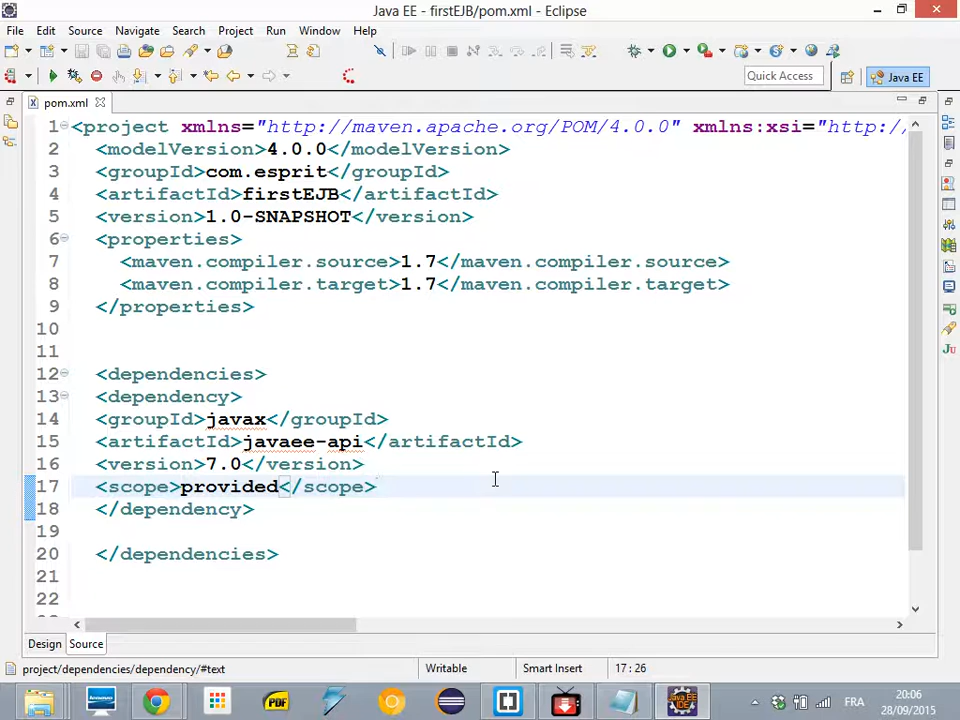 Java EE - firstEJB/pom.xml - Eclipse
File Edit Source Navigate Search Project Run Window Help
Quick Access
Java EE
pom.xml
1 <project xmlns="http://maven.apache.org/POM/4.0.0" xmlns:xsi="http:/
2 <modelVersion>4.0.0</modelVersion>
3 <groupId>com.esprit</groupId>
4 <artifactId>firstEJB</artifactId>
5 <version>1.0-SNAPSHOT</version>
6 <properties>
7 <maven.compiler.source>1.7</maven.compiler.source>
8 <maven.compiler.target>1.7</maven.compiler.target>
9 </properties>
10
11
12 <dependencies>
13 <dependency>
14 <groupId>javax</groupId>
15 <artifactId>javaee-api</artifactId>
16 <version>7.0</version>
17 <scope>provided</scope>
18 </dependency>
19
20 </dependencies>
21
22
Design Source
project/dependencies/dependency/#text
Writable
Smart Insert
17 : 26
PDF
FRA
20:06
28/09/2015